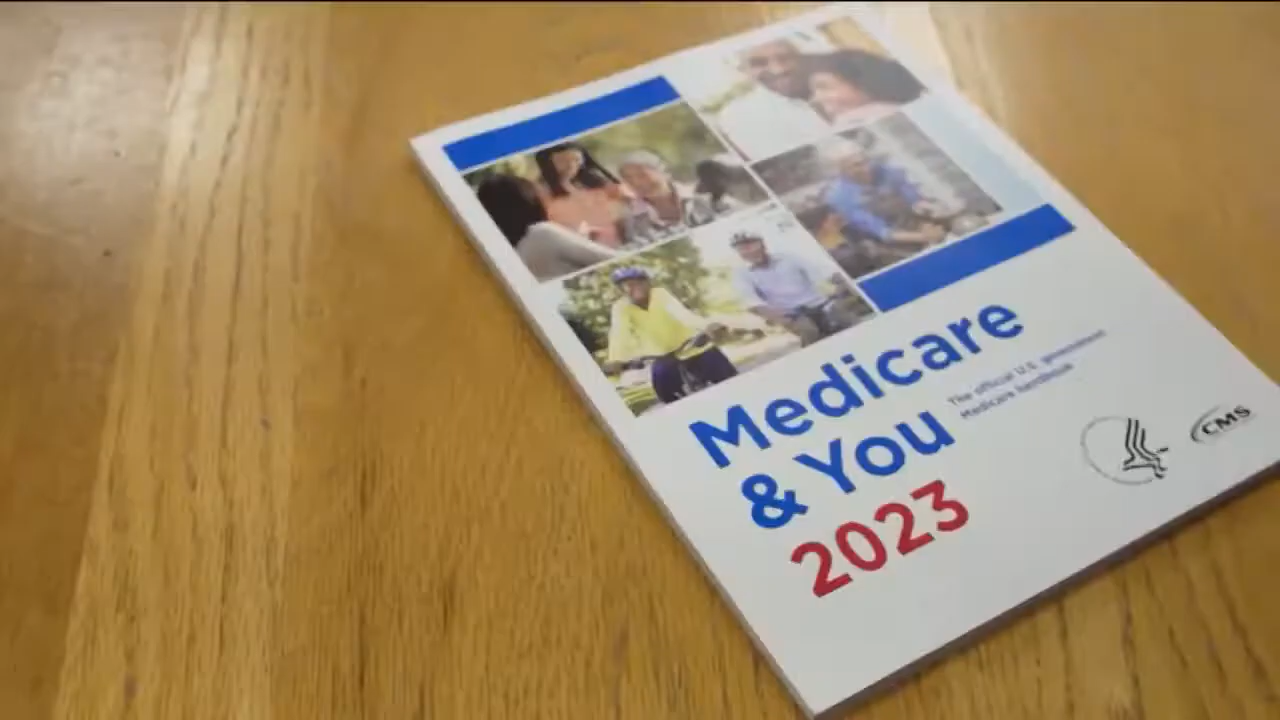 Medicare
& You
2023
The official U.S. government
Medicare handbook
CMS